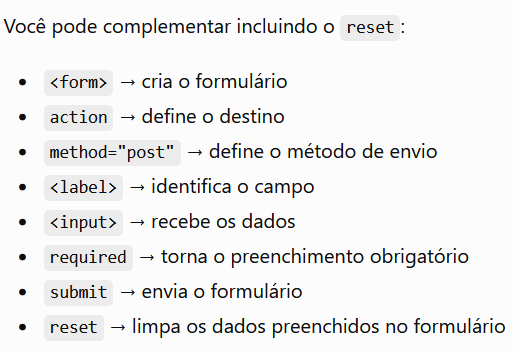 Você pode complementar incluindo o reset:
• <form> → cria o formulário
• action → define o destino
• method="post" → define o método de envio
• <label> → identifica o campo
• <input> → recebe os dados
• required → torna o preenchimento obrigatório
• submit → envia o formulário
• reset → limpa os dados preenchidos no formulário